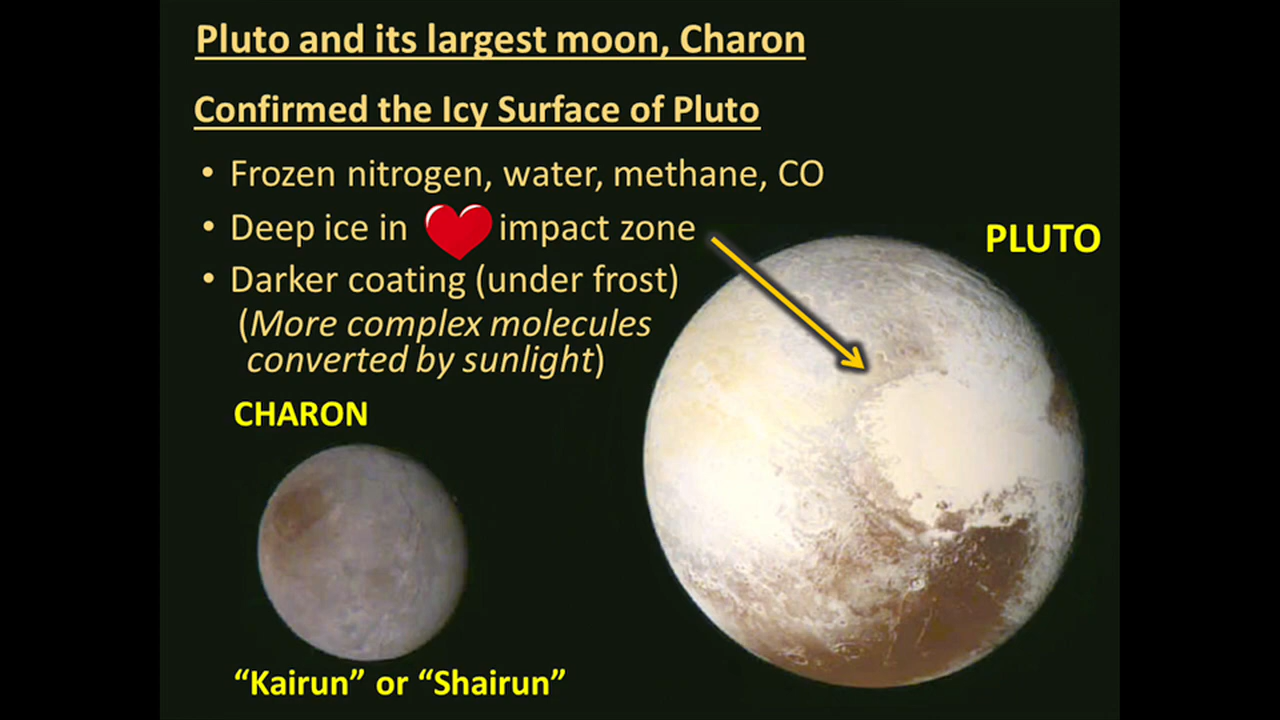 Pluto and its largest moon, Charon
Confirmed the Icy Surface of Pluto
• Frozen nitrogen, water, methane, CO
• Deep ice in impact zone
• Darker coating (under frost)
(More complex molecules
converted by sunlight)
PLUTO
CHARON
“Kairun” or “Shairun”